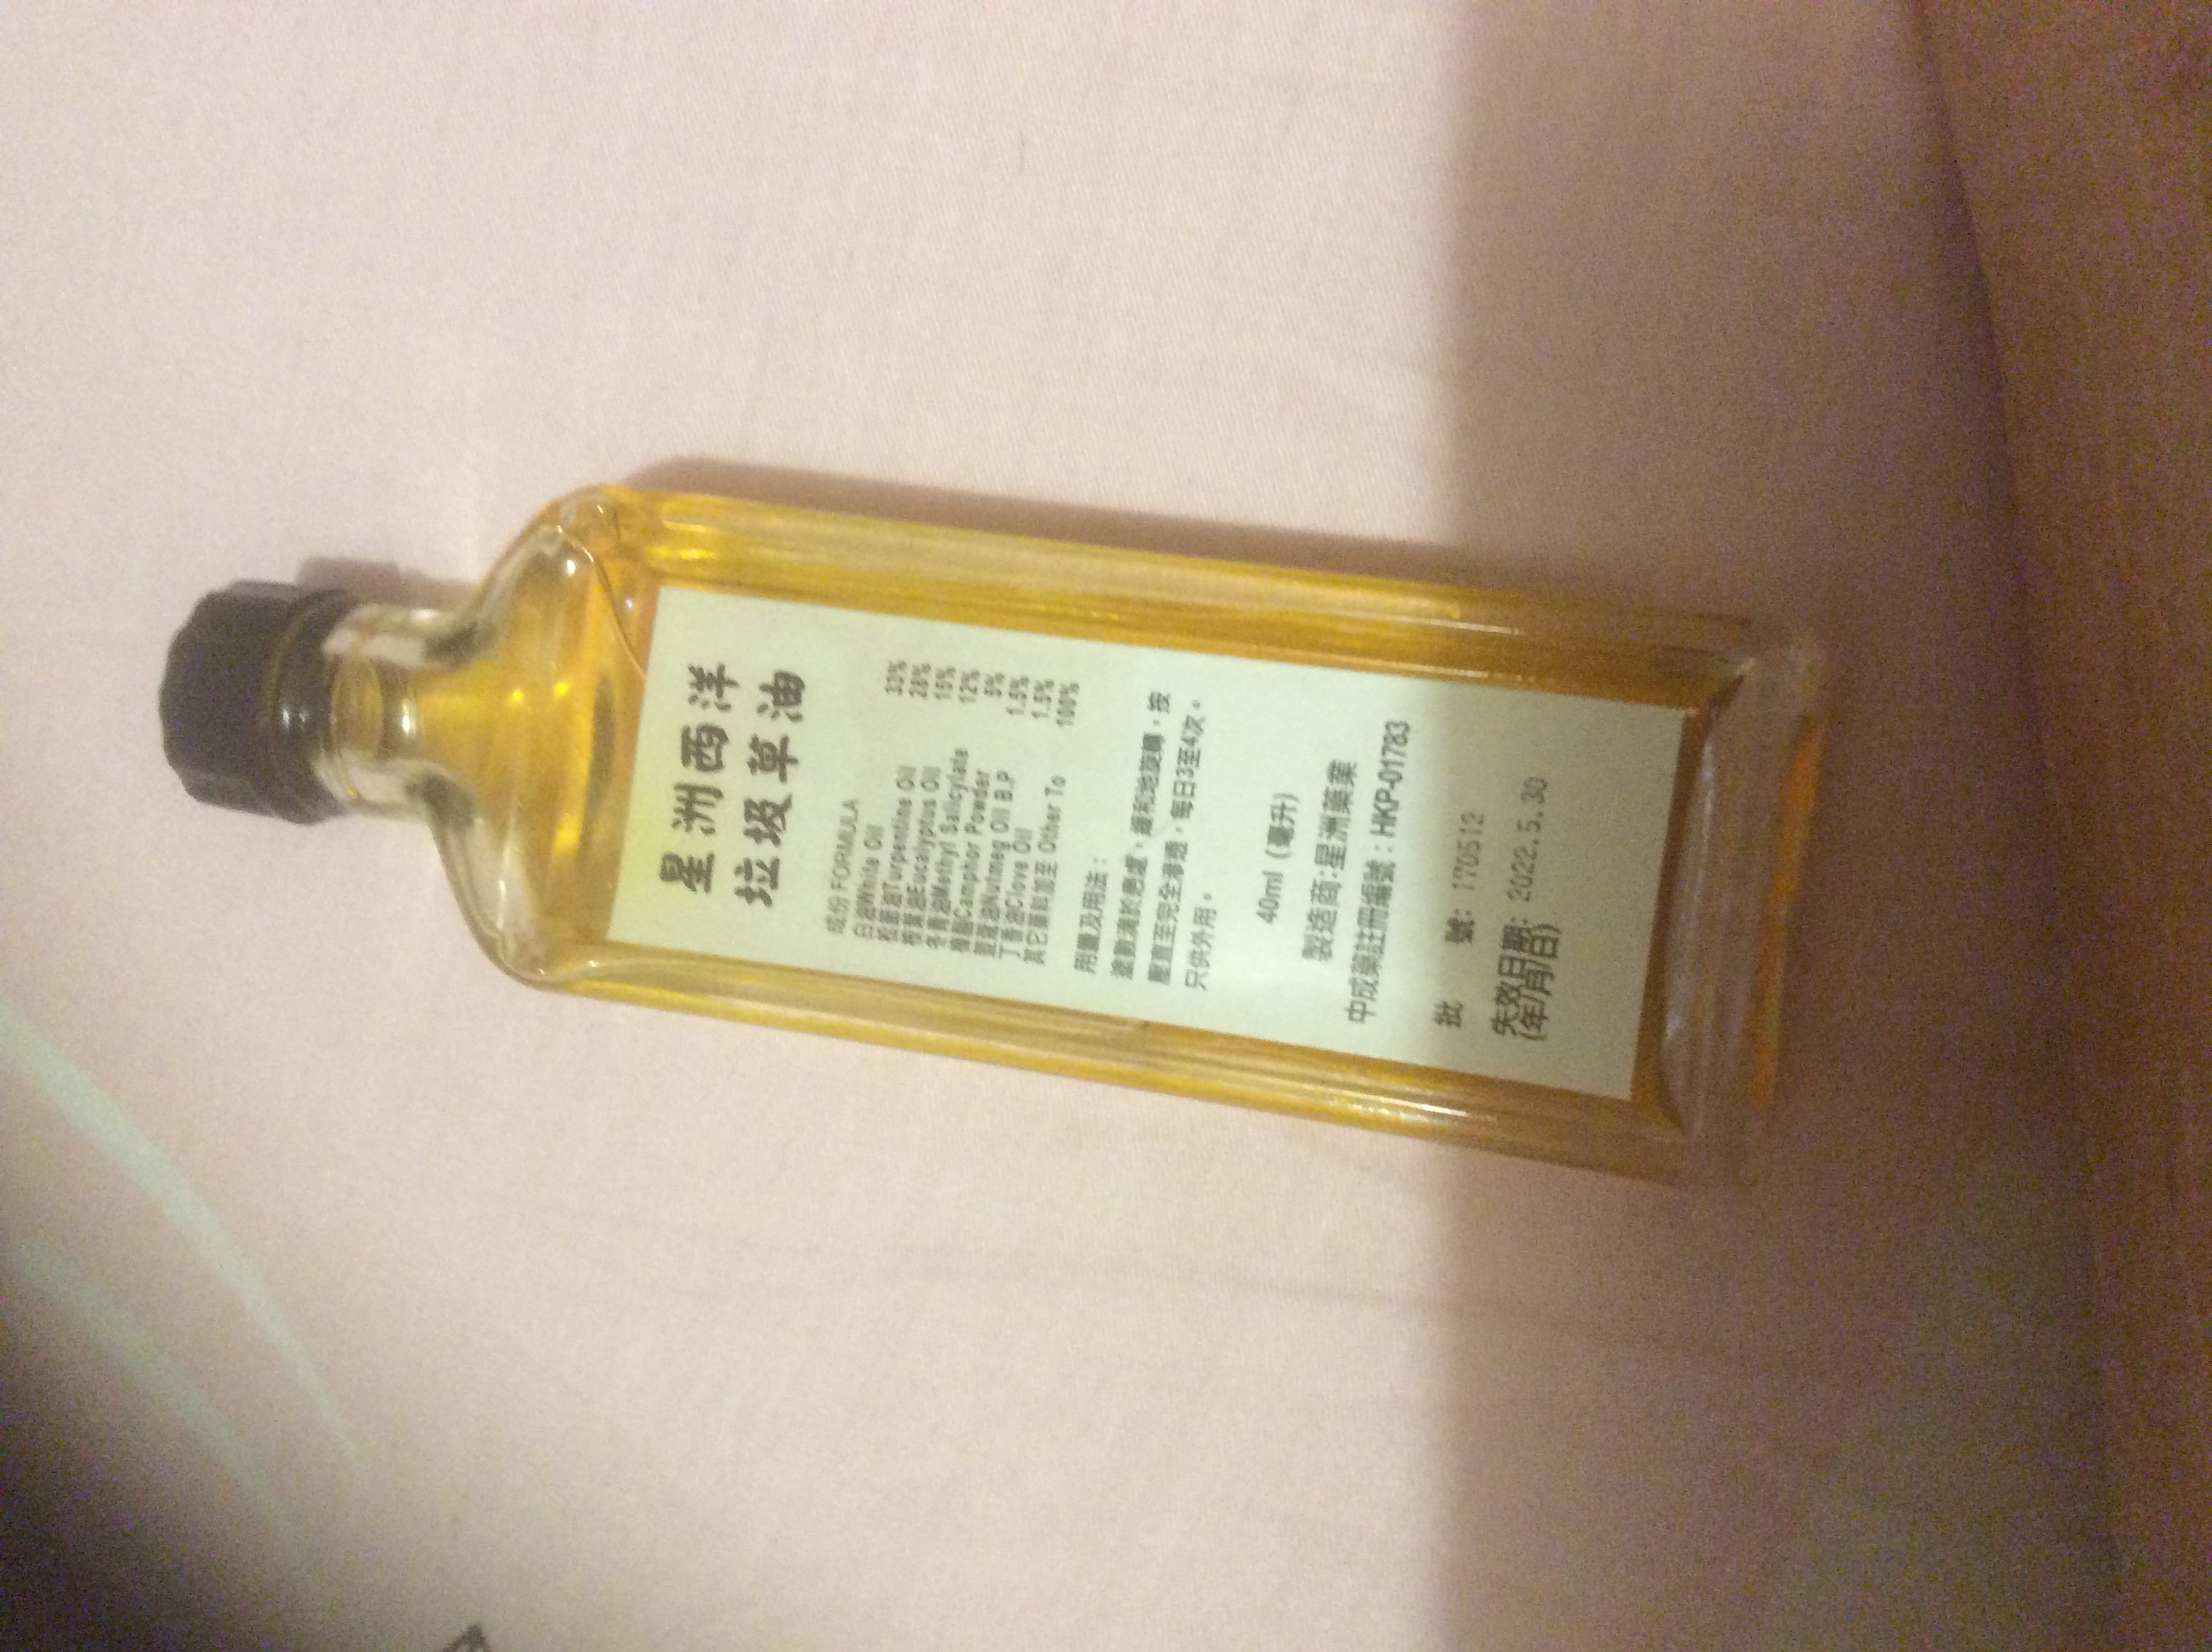 星洲西洋
垃圾草油
成份 FORMULA
白油White Oil 33%
松節油Turpentine Oil 28%
桉葉油Eucalyptus Oil 15%
冬青油Methyl Salicylate 12%
樟腦Camphor Powder 5%
荳蔻油Nutmeg Oil B.P 1.5%
丁香油Clove Oil 1.5%
其它藥料加至 Other To 100%
用量及用法：
塗數滴於患處，緩和地旋轉，按
壓直至完全滲透，每日3至4次。
只供外用。
40ml (毫升)
製造商:星洲藥業
中成藥註冊編號：HKP-01783
批 號: 170512
失效日期: 2022.5.30
(年/月/日)